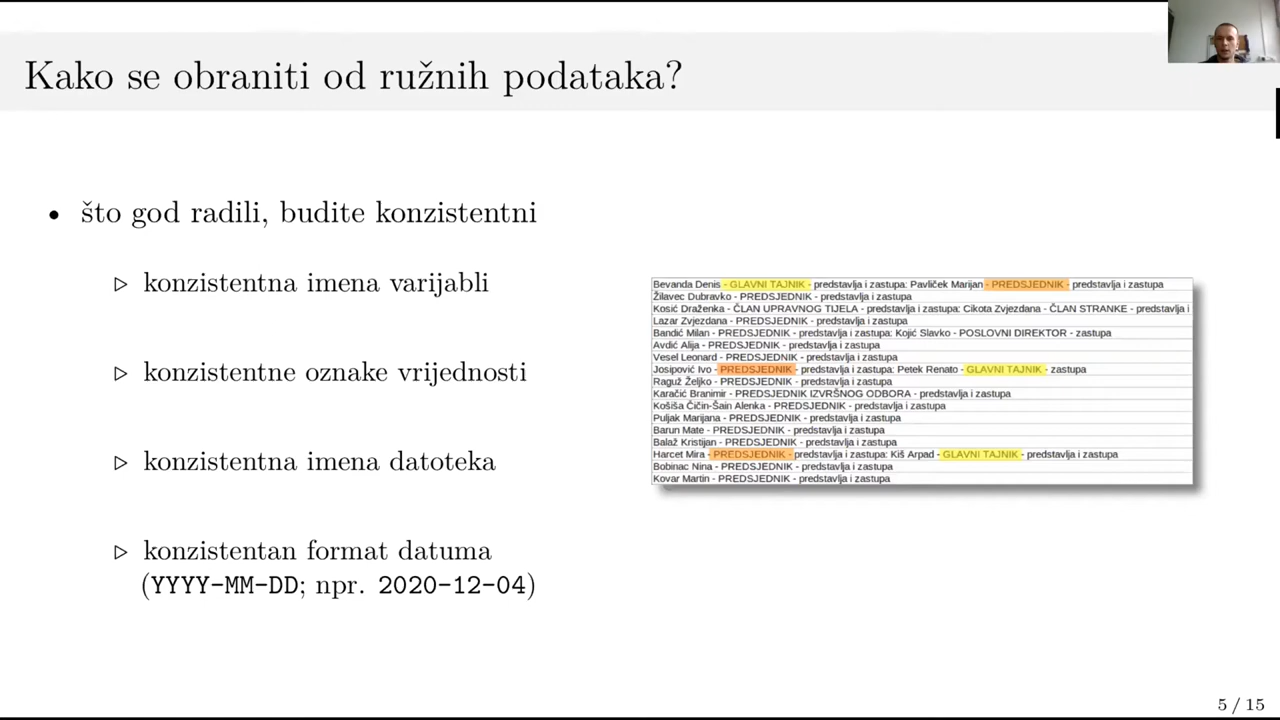 Kako se obraniti od ružnih podataka?
• što god radili, budite konzistentni
▷ konzistentna imena varijabli
▷ konzistentne oznake vrijednosti
▷ konzistentna imena datoteka
▷ konzistentan format datuma
(YYYY-MM-DD; npr. 2020-12-04)
Bevanda Denis - GLAVNI TAJNIK - predstavlja i zastupa: Pavliček Marijan - PREDSJEDNIK - predstavlja i zastupa
Žilavec Dubravko - PREDSJEDNIK - predstavlja i zastupa
Kosić Draženka - ČLAN UPRAVNOG TIJELA - predstavlja i zastupa: Cikota Zvjezdana - ČLAN STRANKE - predstavlja i
Lazar Zvjezdana - PREDSJEDNIK - predstavlja i zastupa
Bandić Milan - PREDSJEDNIK - predstavlja i zastupa: Kojić Slavko - POSLOVNI DIREKTOR - zastupa
Avdić Alija - PREDSJEDNIK - predstavlja i zastupa
Vesel Leonard - PREDSJEDNIK - predstavlja i zastupa
Josipović Ivo - PREDSJEDNIK - predstavlja i zastupa: Petek Renato - GLAVNI TAJNIK - zastupa
Raguž Željko - PREDSJEDNIK - predstavlja i zastupa
Karačić Branimir - PREDSJEDNIK IZVRŠNOG ODBORA - predstavlja i zastupa
Košiša Čičin-Šain Alenka - PREDSJEDNIK - predstavlja i zastupa
Puljak Marijana - PREDSJEDNIK - predstavlja i zastupa
Barun Mate - PREDSJEDNIK - predstavlja i zastupa
Balaž Kristijan - PREDSJEDNIK - predstavlja i zastupa
Harcet Mira - PREDSJEDNIK - predstavlja i zastupa: Kiš Arpad - GLAVNI TAJNIK - predstavlja i zastupa
Bobinac Nina - PREDSJEDNIK - predstavlja i zastupa
Kovar Martin - PREDSJEDNIK - predstavlja i zastupa
5 / 15